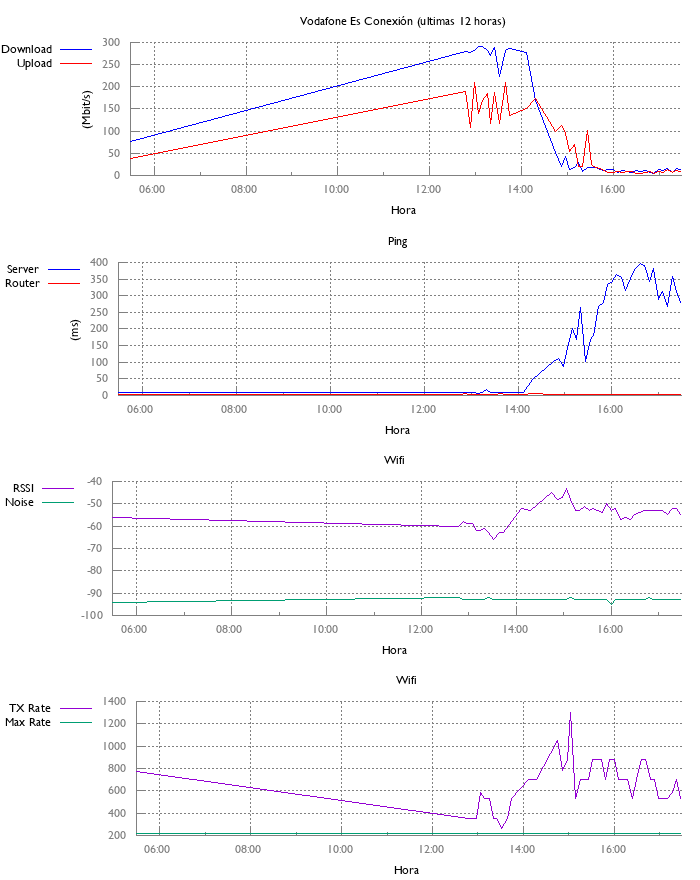 Vodafone Es Conexión (ultimas 12 horas)
Download
Upload
(Mbit/s)
300
250
200
150
100
50
0
06:00 08:00 10:00 12:00 14:00 16:00
Hora
Ping
Server
Router
(ms)
400
350
300
250
200
150
100
50
0
06:00 08:00 10:00 12:00 14:00 16:00
Hora
Wifi
RSSI
Noise
-40
-50
-60
-70
-80
-90
-100
06:00 08:00 10:00 12:00 14:00 16:00
Hora
Wifi
TX Rate
Max Rate
1400
1200
1000
800
600
400
200
06:00 08:00 10:00 12:00 14:00 16:00
Hora